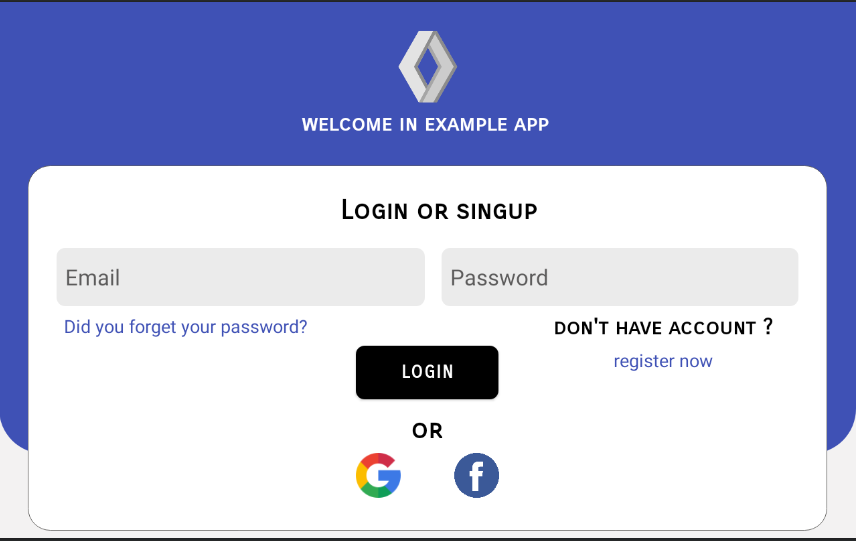 WELCOME IN EXAMPLE APP
LOGIN OR SINGUP
Email
Password
Did you forget your password?
DON'T HAVE ACCOUNT ?
register now
LOGIN
OR